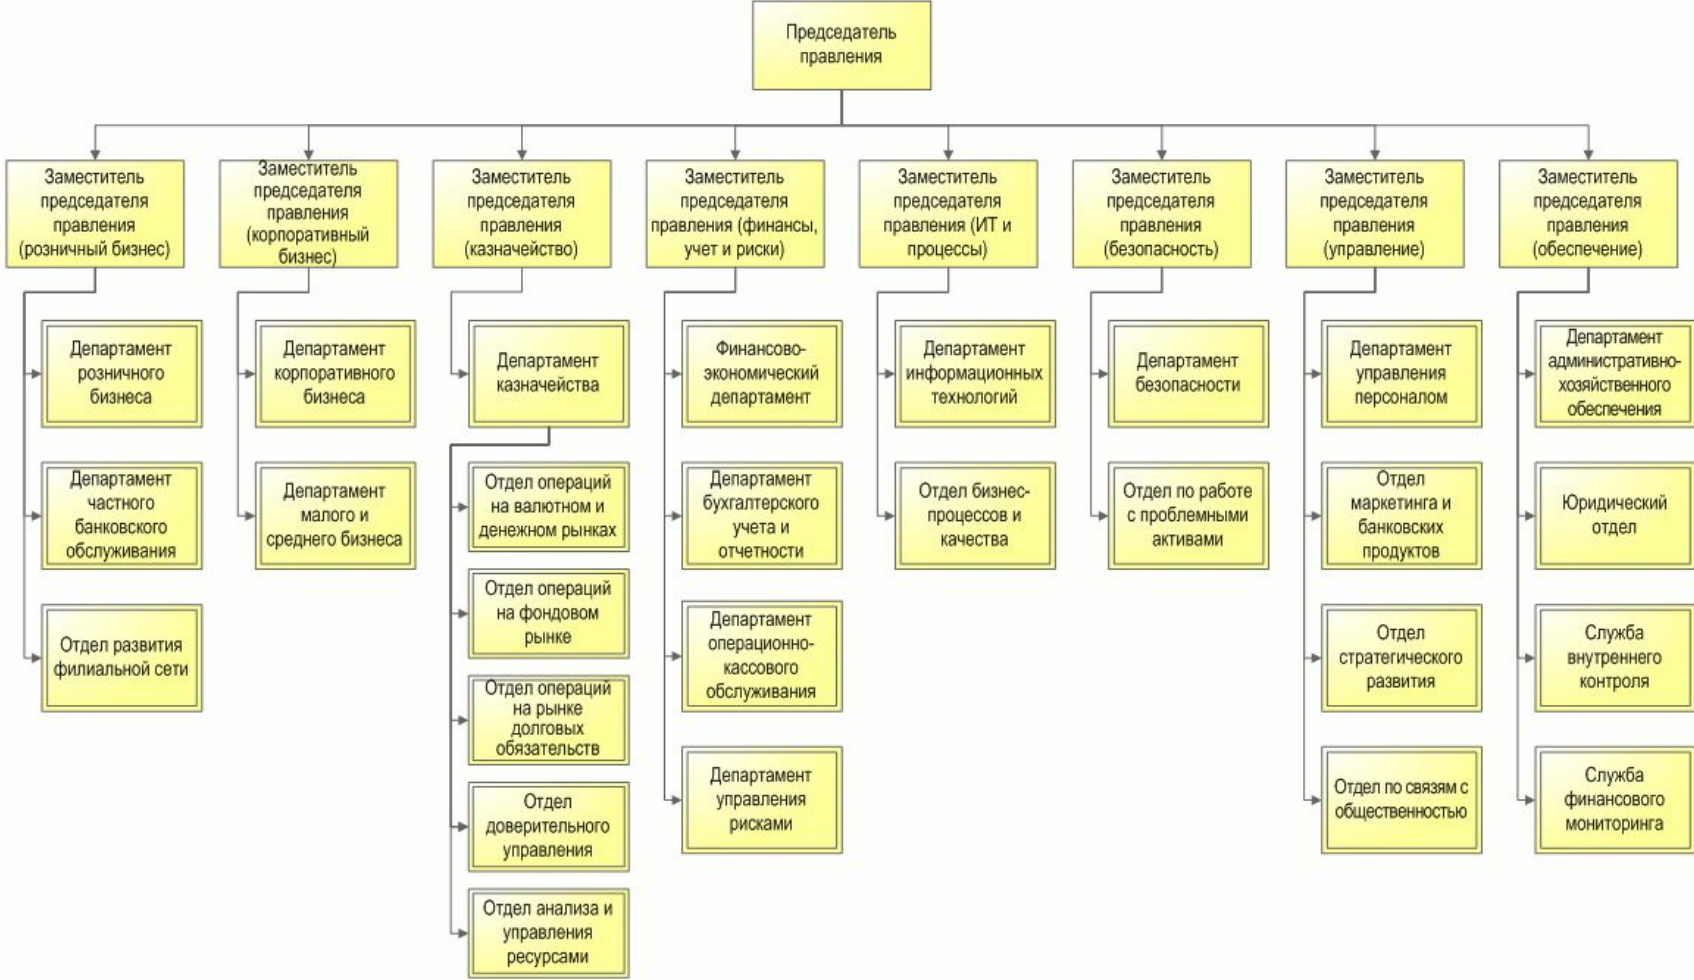 Председатель
правления
Заместитель
председателя
правления
(розничный бизнес)
Заместитель
председателя
правления
(корпоративный
бизнес)
Заместитель
председателя
правления
(казначейство)
Заместитель
председателя
правления (финансы,
учет и риски)
Заместитель
председателя
правления (ИТ и
процессы)
Заместитель
председателя
правления
(безопасность)
Заместитель
председателя
правления
(управление)
Заместитель
председателя
правления
(обеспечение)
Департамент
розничного
бизнеса
Департамент
частного
банковского
обслуживания
Отдел развития
филиальной сети
Департамент
корпоративного
бизнеса
Департамент
малого и
среднего бизнеса
Департамент
казначейства
Отдел операций
на валютном и
денежном рынках
Отдел операций
на фондовом
рынке
Отдел операций
на рынке
долговых
обязательств
Отдел
доверительного
управления
Отдел анализа и
управления
ресурсами
Финансово-
экономический
департамент
Департамент
бухгалтерского
учета и
отчетности
Департамент
операционно-
кассового
обслуживания
Департамент
управления
рисками
Департамент
информационных
технологий
Отдел бизнес-
процессов и
качества
Департамент
безопасности
Отдел по работе
с проблемными
активами
Департамент
управления
персоналом
Отдел
маркетинга и
банковских
продуктов
Отдел
стратегического
развития
Отдел по связям с
общественностью
Департамент
административно-
хозяйственного
обеспечения
Юридический
отдел
Служба
внутреннего
контроля
Служба
финансового
мониторинга